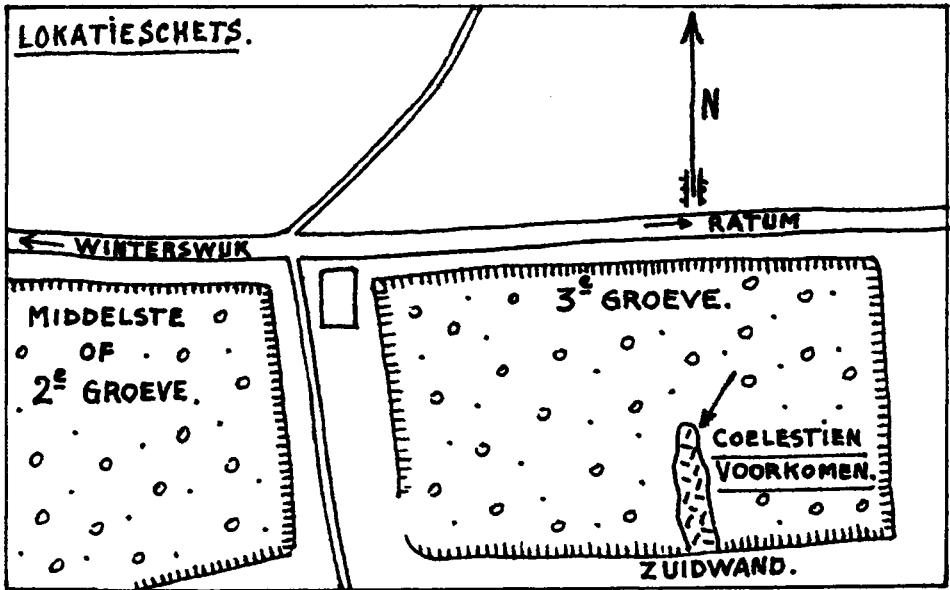 LOKATIESCHETS.
N
RATUM
WINTERSWIJK
3e GROEVE.
MIDDELSTE
OF
2e GROEVE.
COELESTIEN
VOORKOMEN.
ZUIDWAND.